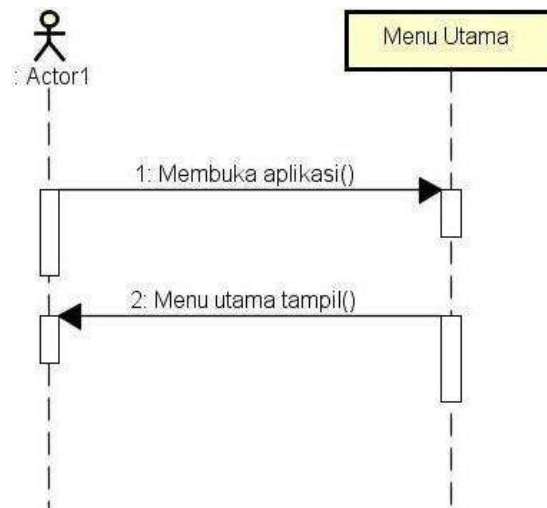 : Actor1
Menu Utama
1: Membuka aplikasi()
2: Menu utama tampil()